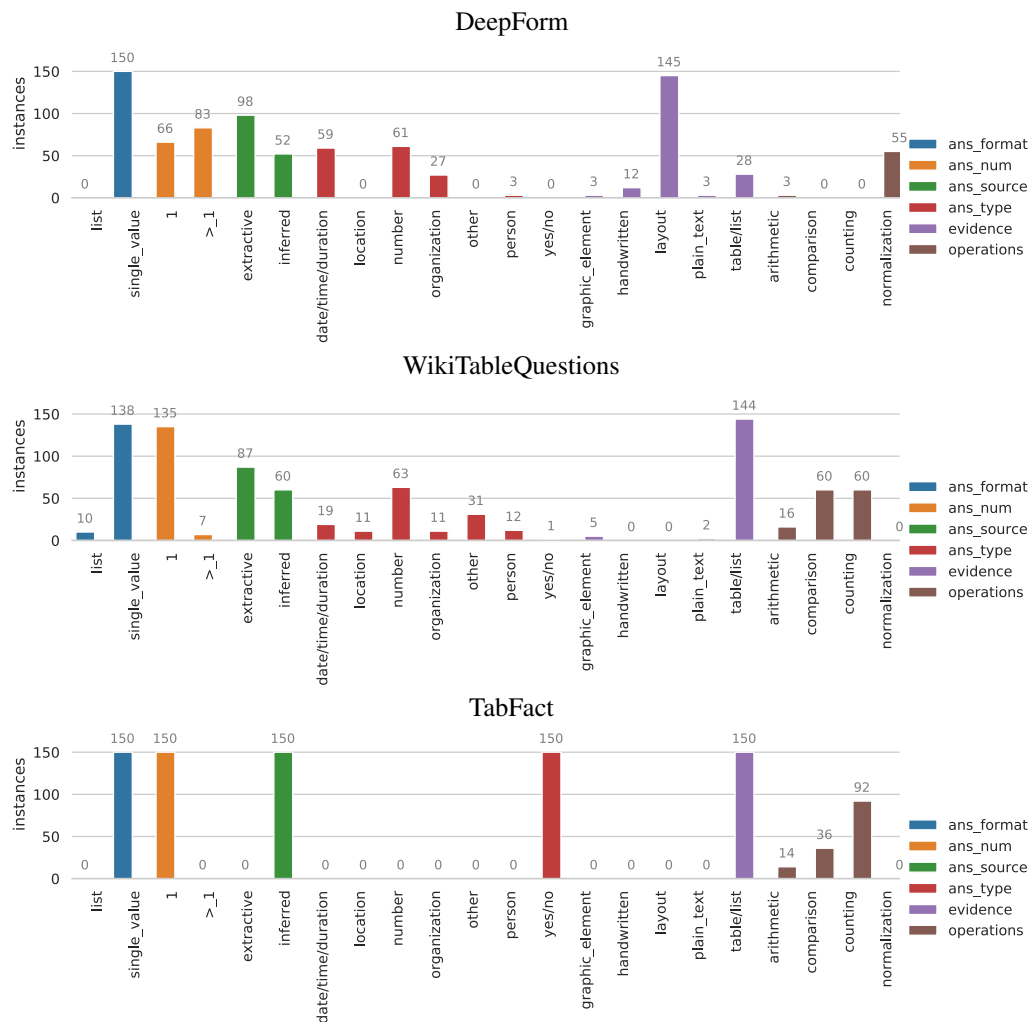 DeepForm
instances
150
100
50
0
0
150
66
83
98
52
59
0
61
27
0
3
0
3
12
145
3
28
3
0
0
55
list
single_value
1
>_1
extractive
inferred
date/time/duration
location
number
organization
other
person
yes/no
graphic_element
handwritten
layout
plain_text
table/list
arithmetic
comparison
counting
normalization
ans_format
ans_num
ans_source
ans_type
evidence
operations
WikiTableQuestions
instances
150
100
50
0
10
138
135
7
87
60
19
11
63
11
31
12
1
5
0
0
2
144
16
60
60
0
list
single_value
1
>_1
extractive
inferred
date/time/duration
location
number
organization
other
person
yes/no
graphic_element
handwritten
layout
plain_text
table/list
arithmetic
comparison
counting
normalization
ans_format
ans_num
ans_source
ans_type
evidence
operations
TabFact
instances
150
100
50
0
0
150
150
0
0
150
0
0
0
0
0
0
150
0
0
0
0
150
14
36
92
0
list
single_value
1
>_1
extractive
inferred
date/time/duration
location
number
organization
other
person
yes/no
graphic_element
handwritten
layout
plain_text
table/list
arithmetic
comparison
counting
normalization
ans_format
ans_num
ans_source
ans_type
evidence
operations